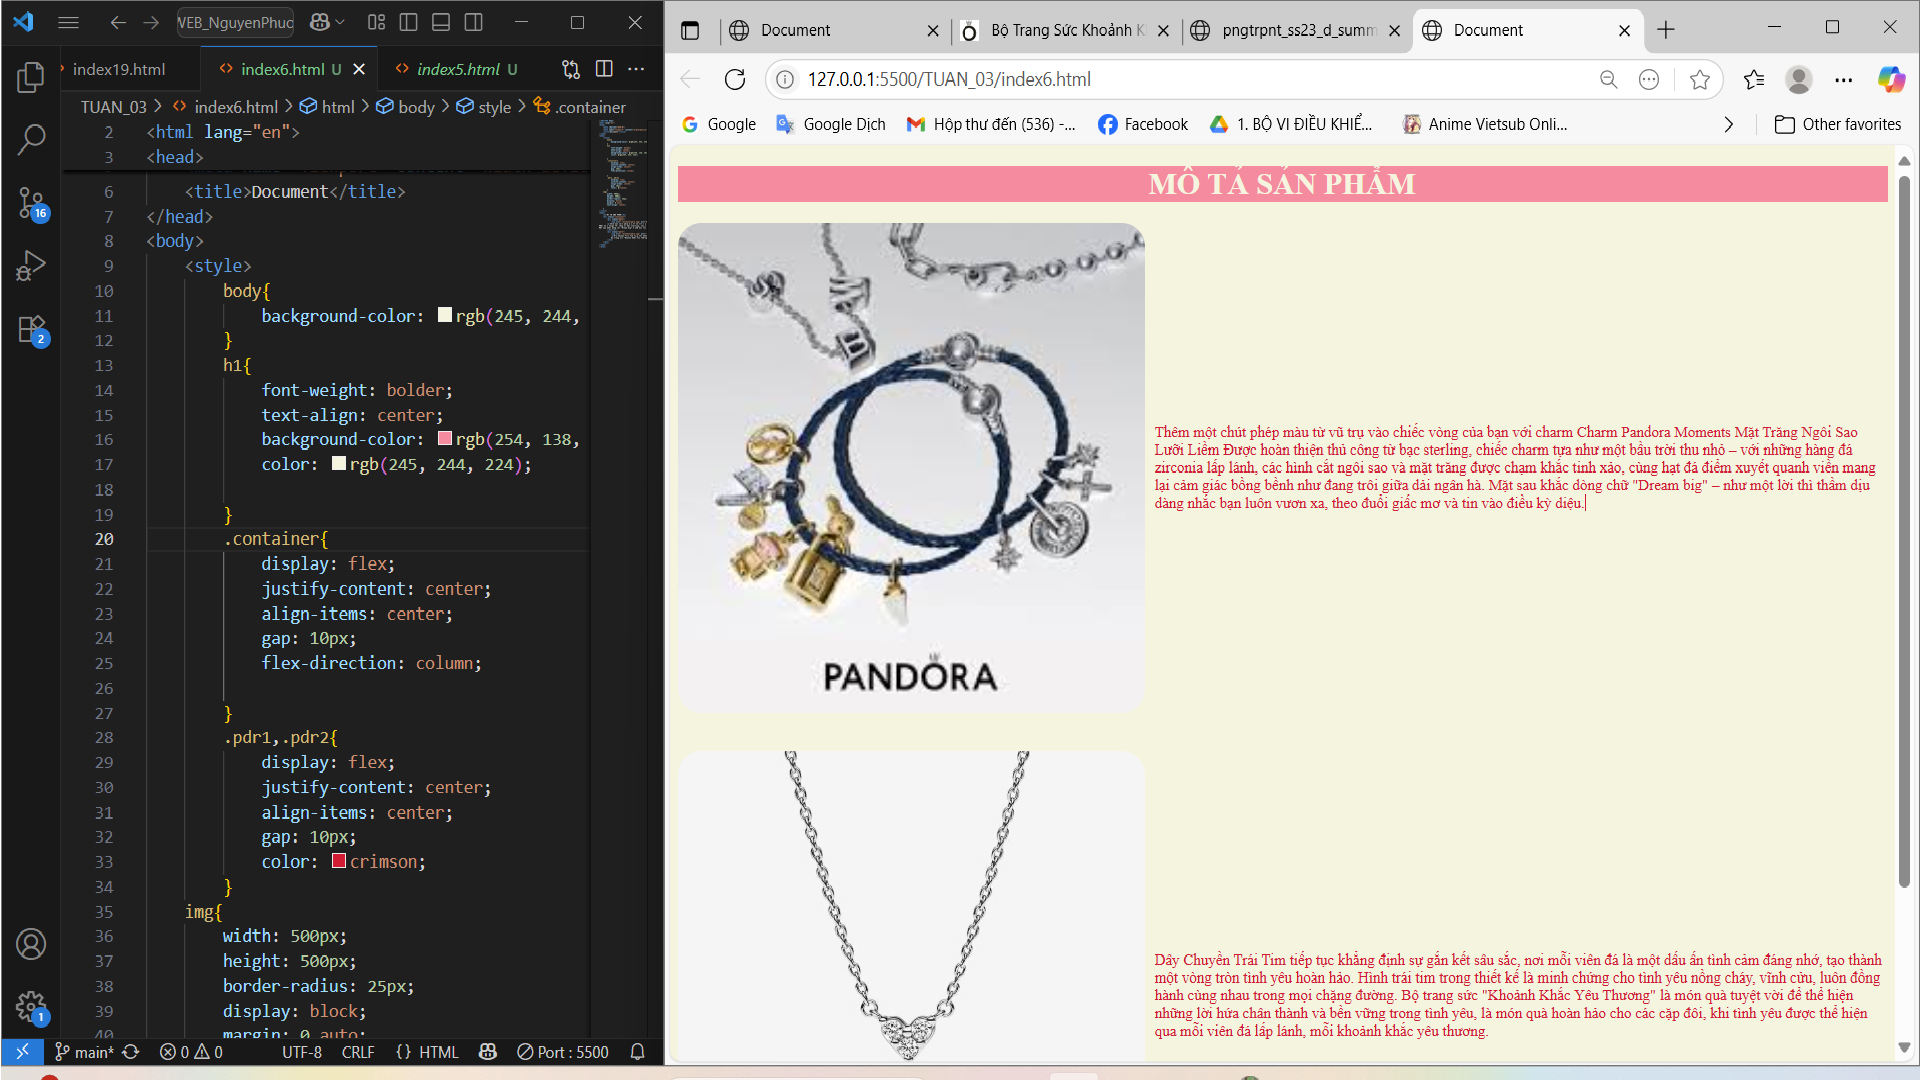 WEB_NguyenPhuc
index19.html
index6.html U
index5.html U
TUAN_03 > index6.html > html > body > style > .container
2 <html lang="en">
3 <head>
6 <title>Document</title>
7 </head>
8 <body>
9 <style>
10 body{
11 background-color: rgb(245, 244,
12 }
13 h1{
14 font-weight: bolder;
15 text-align: center;
16 background-color: rgb(254, 138,
17 color: rgb(245, 244, 224);
18
19 }
20 .container{
21 display: flex;
22 justify-content: center;
23 align-items: center;
24 gap: 10px;
25 flex-direction: column;
26
27 }
28 .pdr1,.pdr2{
29 display: flex;
30 justify-content: center;
31 align-items: center;
32 gap: 10px;
33 color: crimson;
34 }
35 img{
36 width: 500px;
37 height: 500px;
38 border-radius: 25px;
39 display: block;
40 margin: 0 auto;
16
2
1
main* 0 0 UTF-8 CRLF {} HTML Port : 5500
Document
Bộ Trang Sức Khoảnh K
pngtrpnt_ss23_d_summ
Document
127.0.0.1:5500/TUAN_03/index6.html
Google
Google Dịch
Hộp thư đến (536) -...
Facebook
1. BỘ VI ĐIỀU KHIỂ...
Anime Vietsub Onli...
Other favorites
MÔ TẢ SẢN PHẨM
PANDÖRA
Thêm một chút phép màu từ vũ trụ vào chiếc vòng của bạn với charm Charm Pandora Moments Mặt Trăng Ngôi Sao
Lưỡi Liềm Được hoàn thiện thủ công từ bạc sterling, chiếc charm tựa như một bầu trời thu nhỏ – với những hàng đá
zirconia lấp lánh, các hình cắt ngôi sao và mặt trăng được chạm khắc tinh xảo, cùng hạt đá điểm xuyết quanh viền mang
lại cảm giác bồng bềnh như đang trôi giữa dải ngân hà. Mặt sau khắc dòng chữ "Dream big" – như một lời thì thầm dịu
dàng nhắc bạn luôn vươn xa, theo đuổi giấc mơ và tin vào điều kỳ diệu.
Dây Chuyền Trái Tim tiếp tục khẳng định sự gắn kết sâu sắc, nơi mỗi viên đá là một dấu ấn tình cảm đáng nhớ, tạo thành
một vòng tròn tình yêu hoàn hảo. Hình trái tim trong thiết kế là minh chứng cho tình yêu nồng cháy, vĩnh cửu, luôn đồng
hành cùng nhau trong mọi chặng đường. Bộ trang sức "Khoảnh Khắc Yêu Thương" là món quà tuyệt vời để thể hiện
những lời hứa chân thành và bền vững trong tình yêu, là món quà hoàn hảo cho các cặp đôi, khi tình yêu được thể hiện
qua mỗi viên đá lấp lánh, mỗi khoảnh khắc yêu thương.